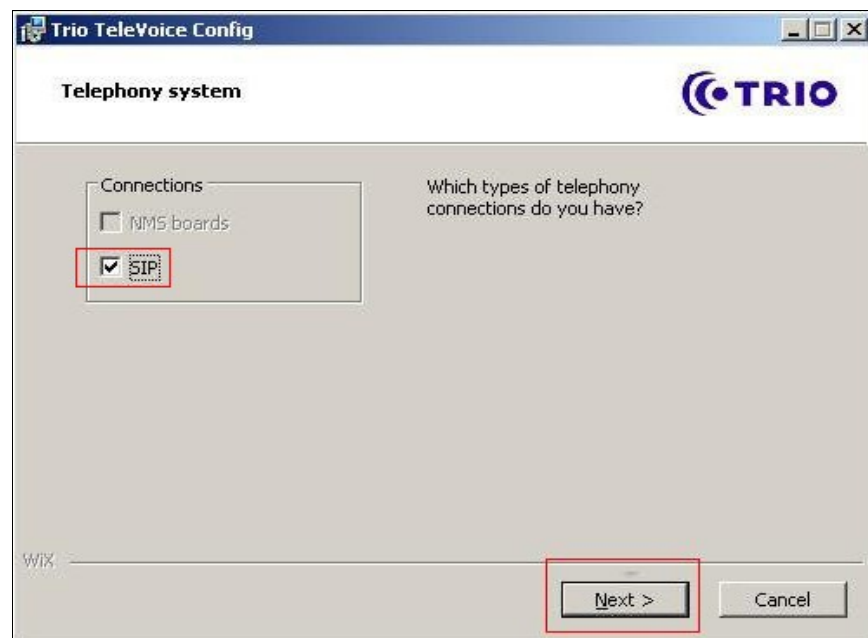 Trio TeleVoice Config
Telephony system
TRIO
Connections
Which types of telephony
connections do you have?
NMS boards
SIP
WiX
Next >
Cancel